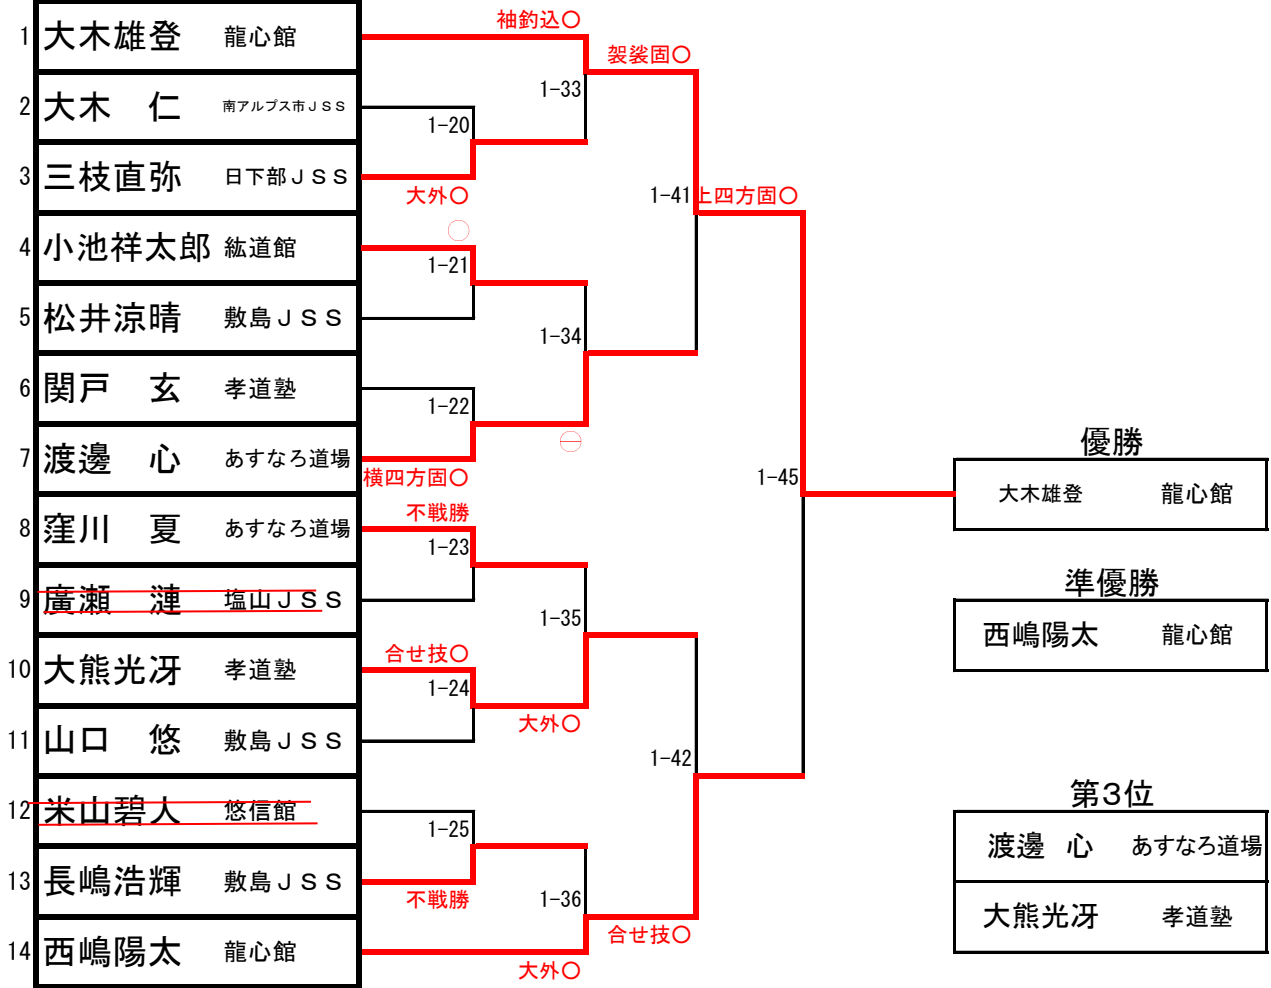 袖釣込〇
1 大木雄登 龍心館
袈裟固〇
1-33
2 大木 仁 南アルプス市JSS
1-20
3 三枝直弥 日下部JSS
大外〇
1-41 上四方固〇
〇
4 小池祥太郎 紘道館
1-21
5 松井涼晴 敷島JSS
1-34
6 関戸 玄 孝道塾
1-22
優勝
7 渡邊 心 あすなろ道場
横四方固〇
1-45
大木雄登 龍心館
不戦勝
8 窪川 夏 あすなろ道場
1-23
準優勝
9 廣瀬 漣 塩山JSS
1-35
西嶋陽太 龍心館
合せ技〇
10 大熊光冴 孝道塾
1-24
大外〇
11 山口 悠 敷島JSS
1-42
第3位
12 米山碧人 悠信館
1-25
渡邊 心 あすなろ道場
13 長嶋浩輝 敷島JSS
不戦勝
1-36
大熊光冴 孝道塾
合せ技〇
14 西嶋陽太 龍心館
大外〇